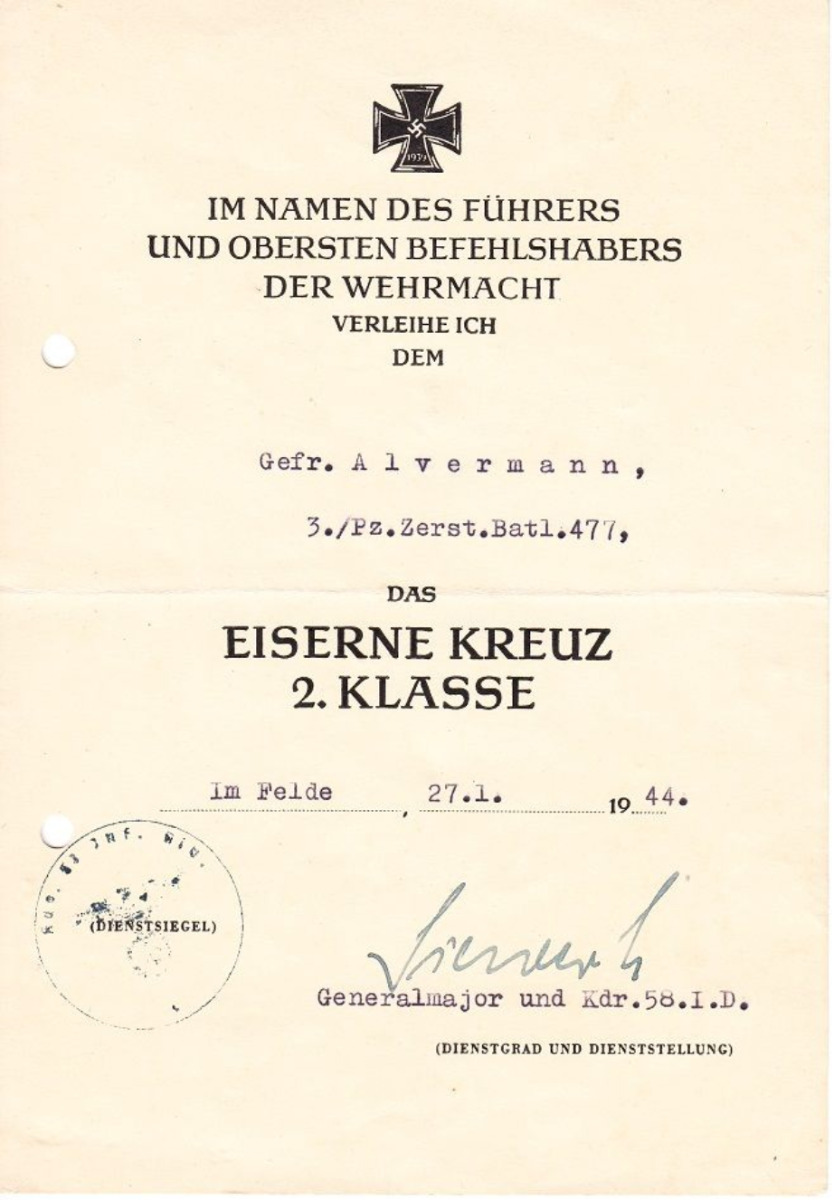 1939
IM NAMEN DES FÜHRERS
UND OBERSTEN BEFEHLSHABERS
DER WEHRMACHT
VERLEIHE ICH
DEM
Gefr. A l v e r m a n n ,
3./Pz.Zerst.Batl.477,
DAS
EISERNE KREUZ
2. KLASSE
Im Felde , 27.1. 19 44.
Inf. Div.
(DIENSTSIEGEL)
Generalmajor und Kdr.58.I.D.
(DIENSTGRAD UND DIENSTSTELLUNG)